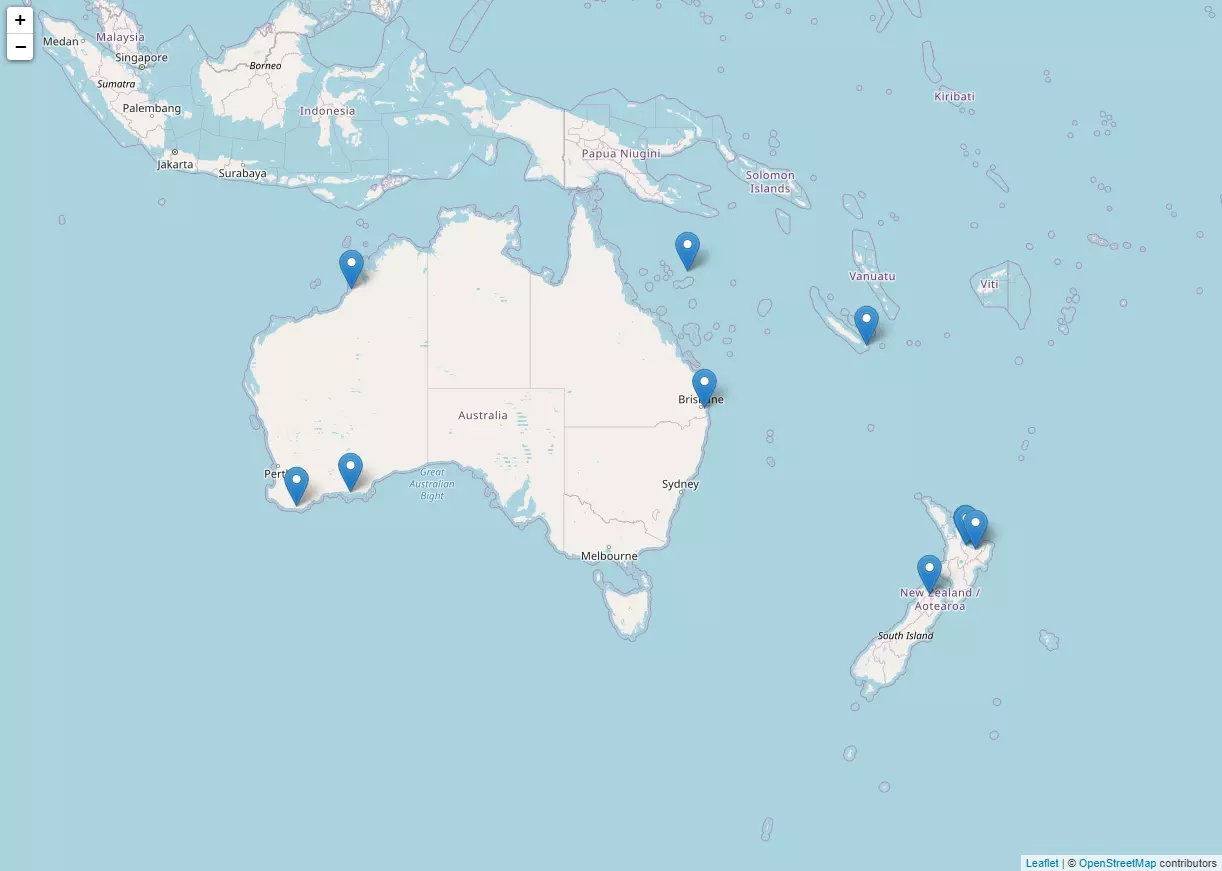 +
−
Medan
Malaysia
Singapore
Borneo
Sumatra
Palembang
Indonesia
Jakarta
Surabaya
Papua Niugini
Kiribati
Solomon
Islands
Vanuatu
Viti
Brisbane
Australia
Great
Australian
Bight
Perth
Sydney
Melbourne
New Zealand /
Aotearoa
South Island
Leaflet | © OpenStreetMap contributors